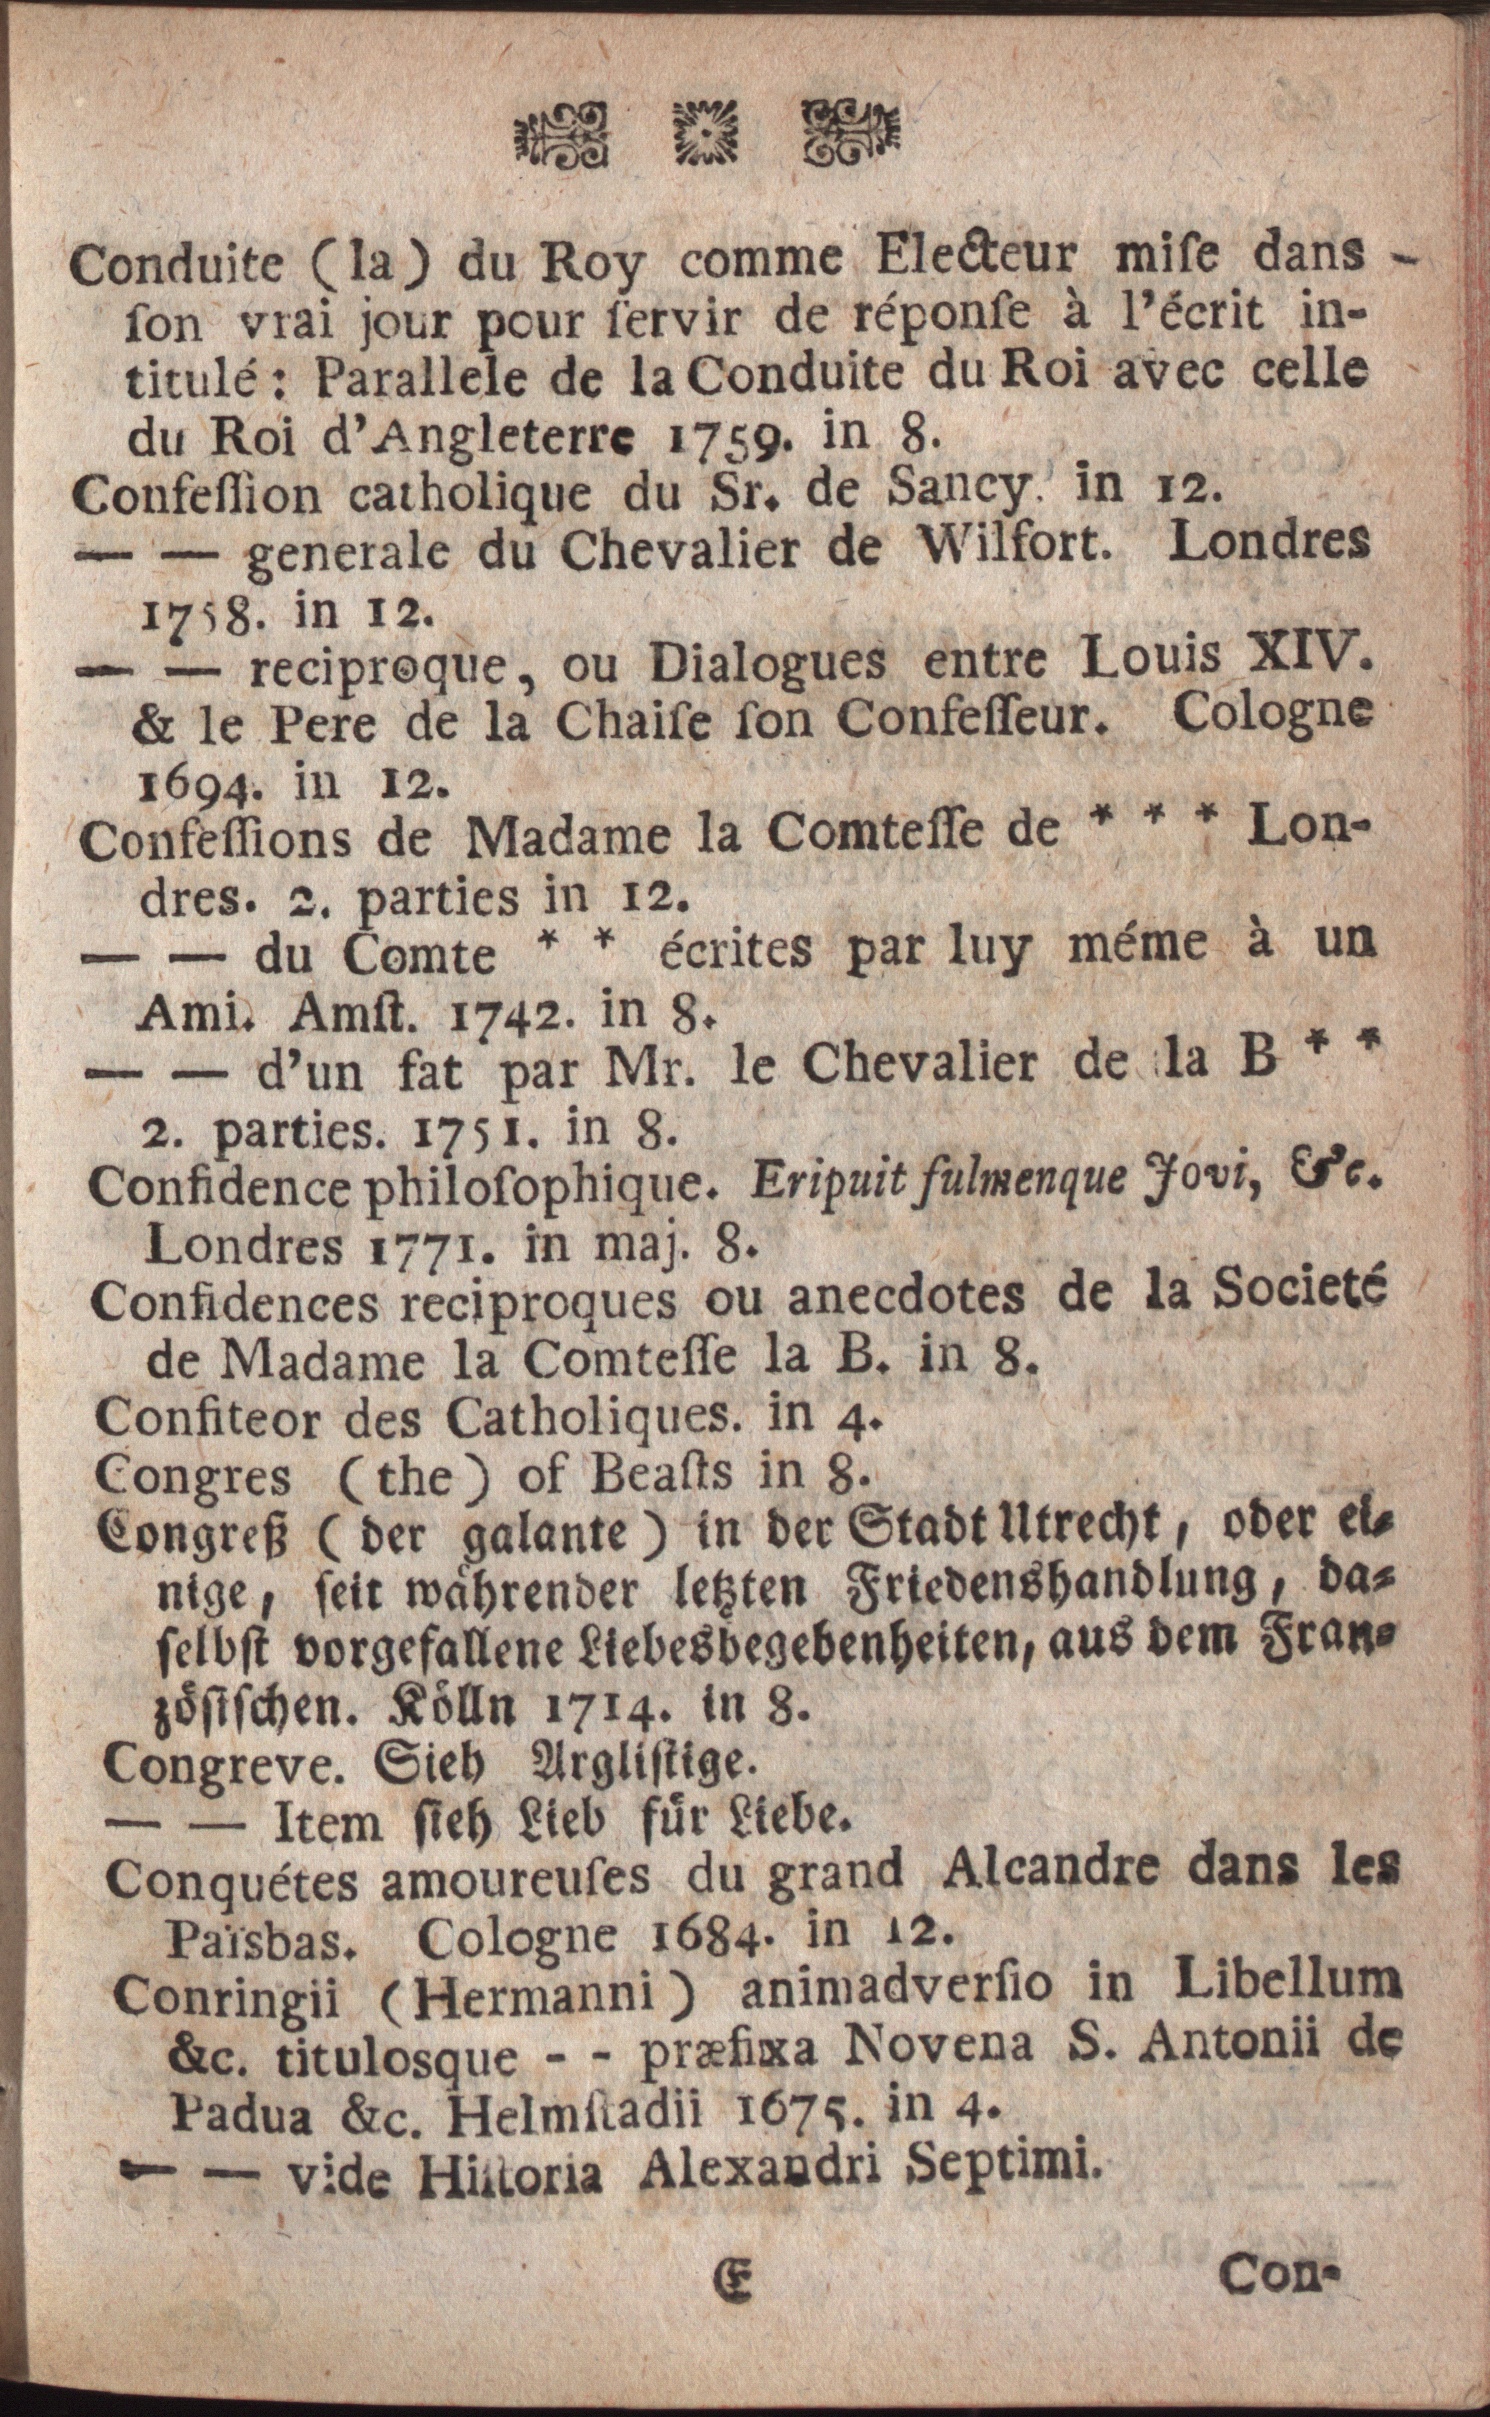 Conduite (la) du Roy comme Electeur miſe dans
ſon vrai jour pour ſervir de réponſe à l'écrit in-
titulé: Parallele de la Conduite du Roi avec celle
du Roi d'Angleterre 1759. in 8.
Confeſſion catholique du Sr. de Sancy. in 12.
— — generale du Chevalier de Wilfort. Londres
1758. in 12.
— — reciproque, ou Dialogues entre Louis XIV.
& le Pere de la Chaiſe ſon Confeſſeur. Cologne
1694. in 12.
Confeſſions de Madame la Comteſſe de * * * Lon-
dres. 2. parties in 12.
— — du Comte * * écrites par luy méme à un
Ami. Amſt. 1742. in 8.
— — d'un fat par Mr. le Chevalier de la B * *
2. parties. 1751. in 8.
Confidence philoſophique. Eripuit fulmenque Jovi, &c.
Londres 1771. in maj. 8.
Confidences reciproques ou anecdotes de la Societé
de Madame la Comteſſe la B. in 8.
Confiteor des Catholiques. in 4.
Congres (the) of Beaſts in 8.
Congreß (der galante) in der Stadt Utrecht, oder ei-
nige, ſeit währender letzten Friedenshandlung, da-
ſelbſt vorgefallene Liebesbegebenheiten, aus dem Fran-
zöſiſchen. Kölln 1714. in 8.
Congreve. Sieh Argliſtige.
— — Item ſieh Lieb für Liebe.
Conquétes amoureuſes du grand Alcandre dans les
Païsbas. Cologne 1684. in 12.
Conringii (Hermanni) animadverſio in Libellum
&c. titulosque - - præfixa Novena S. Antonii de
Padua &c. Helmſtadii 1675. in 4.
— — vide Hiſtoria Alexandri Septimi.
E Con-